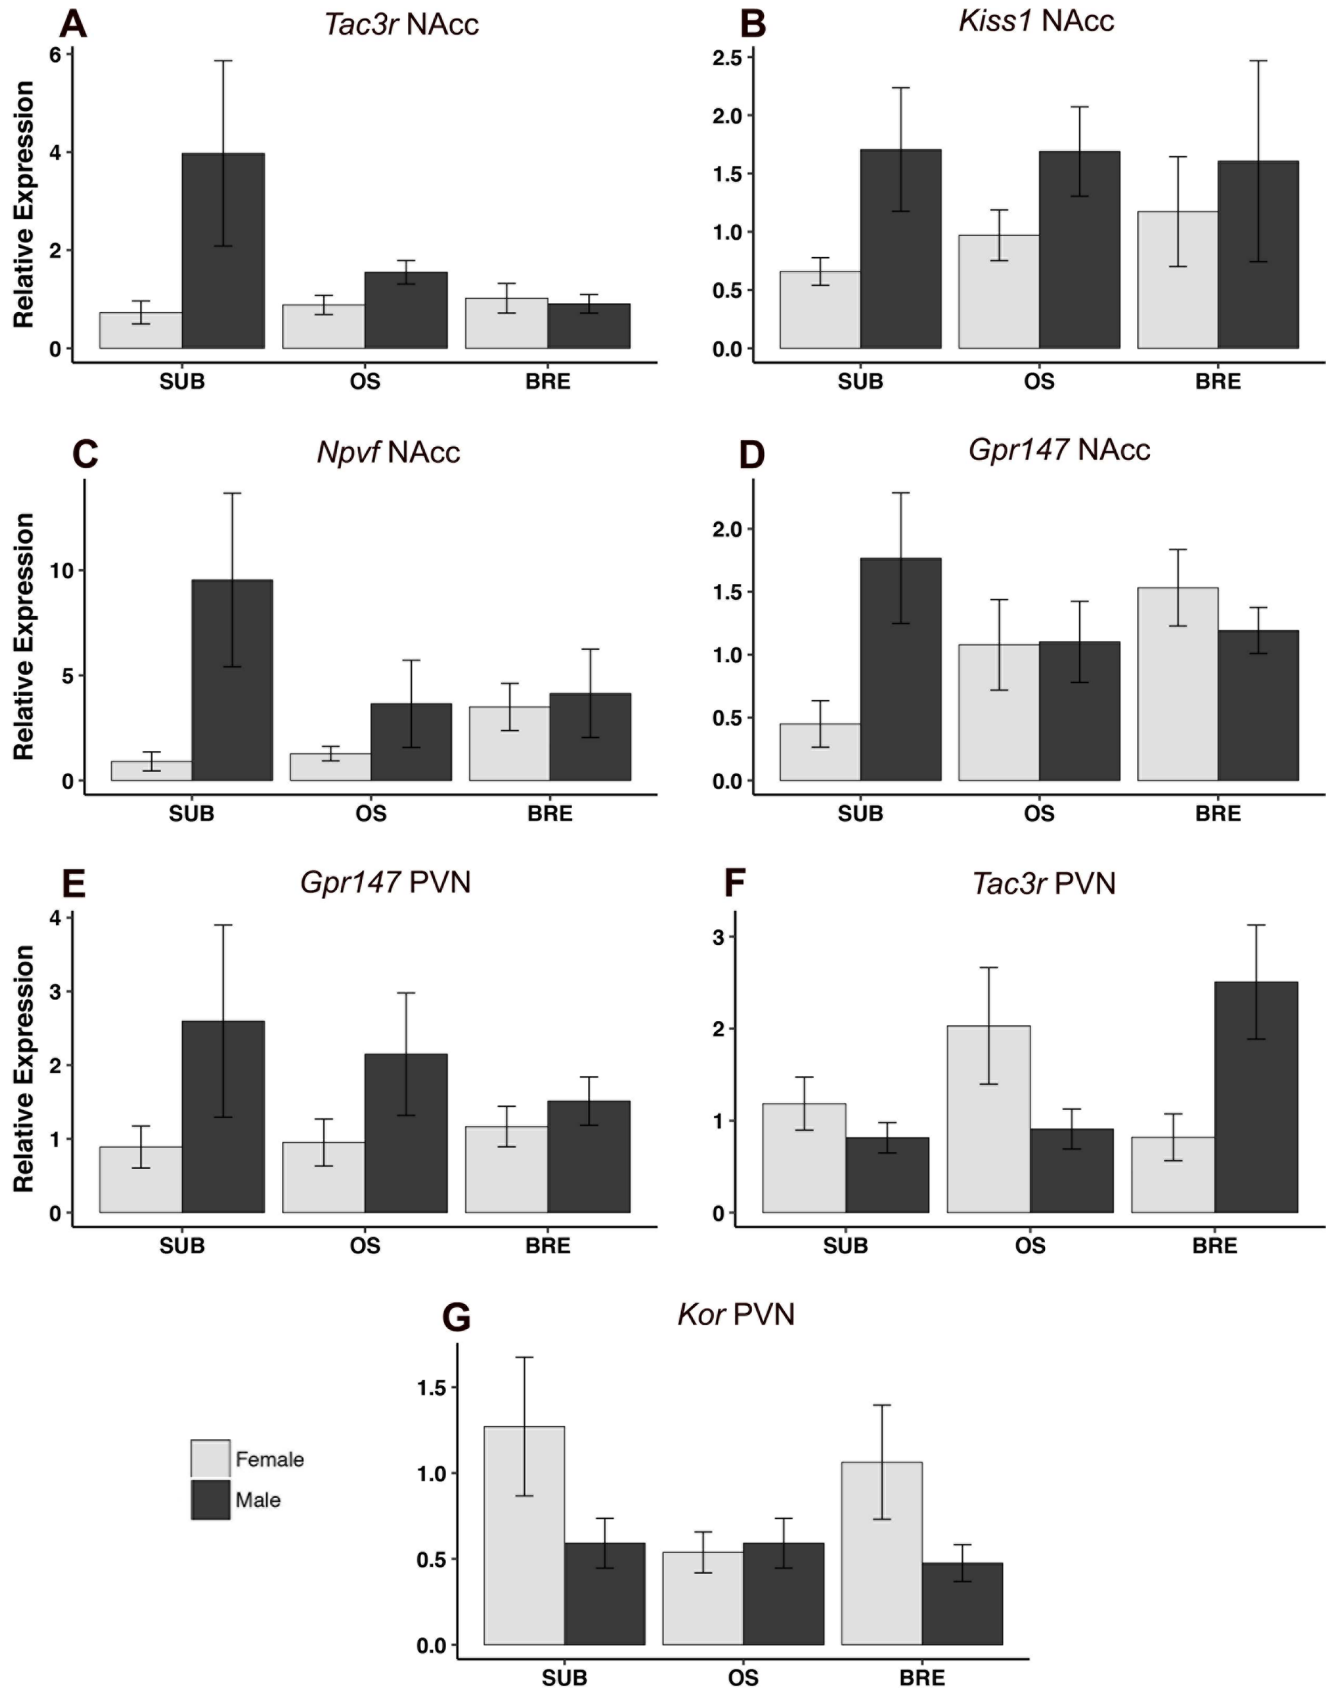 A Tac3r NAcc
Relative Expression
6
4
2
0
SUB OS BRE
B Kiss1 NAcc
2.5
2.0
1.5
1.0
0.5
0.0
SUB OS BRE
C Npvf NAcc
Relative Expression
10
5
0
SUB OS BRE
D Gpr147 NAcc
2.0
1.5
1.0
0.5
0.0
SUB OS BRE
E Gpr147 PVN
Relative Expression
4
3
2
1
0
SUB OS BRE
F Tac3r PVN
3
2
1
0
SUB OS BRE
G Kor PVN
1.5
1.0
0.5
0.0
SUB OS BRE
Female
Male